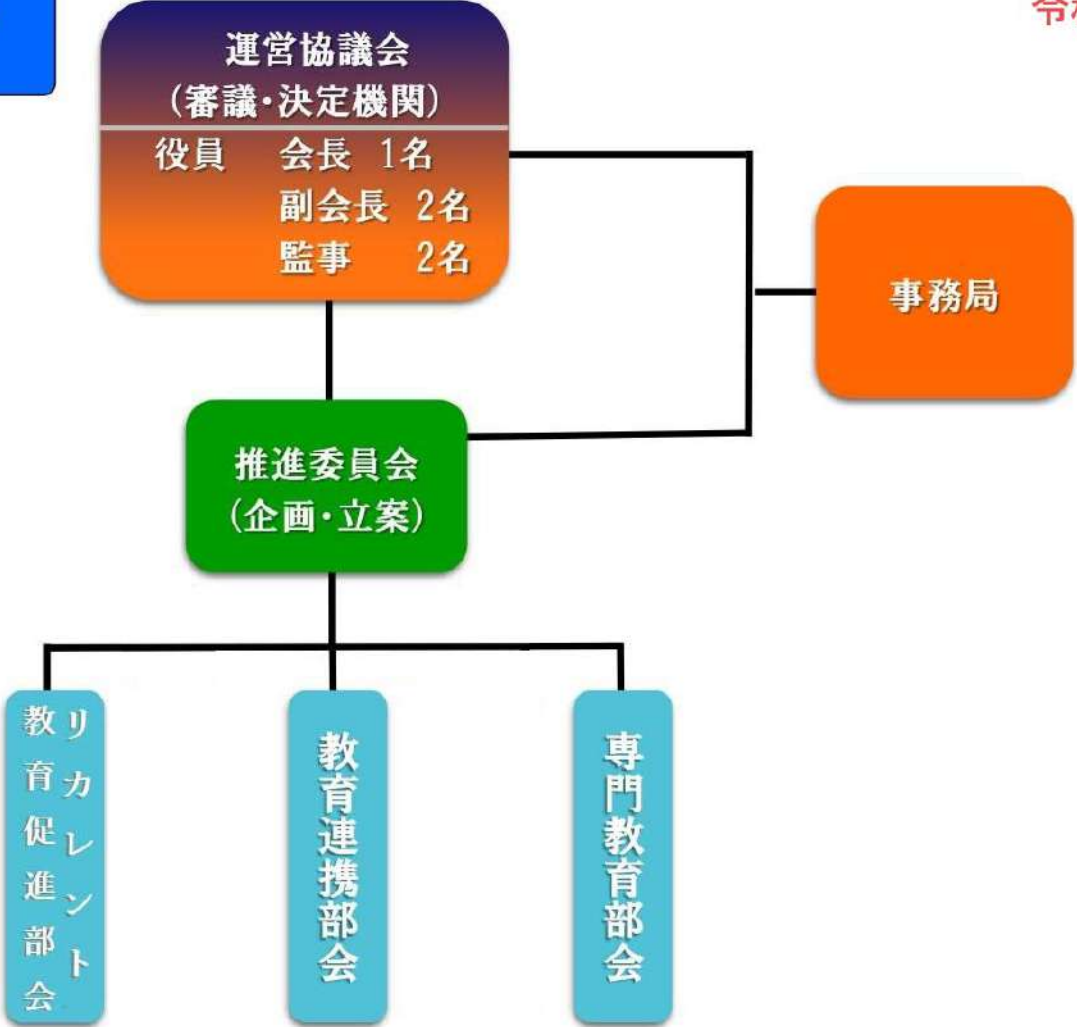 運営協議会
(審議・決定機関)
役員 会長 1名
副会長 2名
監事 2名
事務局
推進委員会
(企画・立案)
リカレント
教育促進部会
教育連携部会
専門教育部会